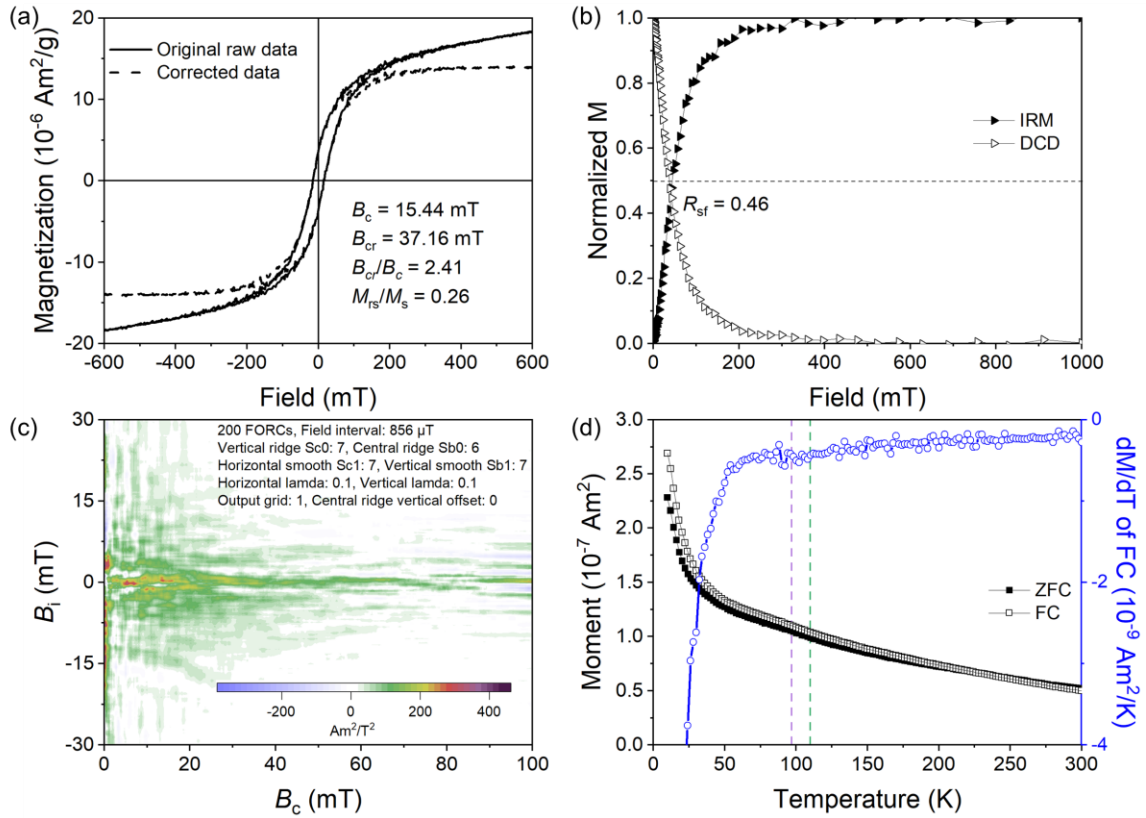 (a)
20
10
0
-10
-20
Magnetization (10⁻⁶ Am²/g)
Original raw data
Corrected data
Bc = 15.44 mT
Bcr = 37.16 mT
Bcr/Bc = 2.41
Mrs/Ms = 0.26
-600 -400 -200 0 200 400 600
Field (mT)
(b)
1.0
0.8
0.6
0.4
0.2
0.0
Normalized M
IRM
DCD
Rsf = 0.46
0 200 400 600 800 1000
Field (mT)
(c)
30
15
0
-15
-30
Bi (mT)
200 FORCs, Field interval: 856 µT
Vertical ridge Sc0: 7, Central ridge Sb0: 6
Horizontal smooth Sc1: 7, Vertical smooth Sb1: 7
Horizontal lamda: 0.1, Vertical lamda: 0.1
Output grid: 1, Central ridge vertical offset: 0
-200 0 200 400
Am²/T²
0 20 40 60 80 100
Bc (mT)
(d)
3.0
2.5
2.0
1.5
1.0
0.5
0.0
Moment (10⁻⁷ Am²)
ZFC
FC
0
-2
-4
dM/dT of FC (10⁻⁹ Am²/K)
0 50 100 150 200 250 300
Temperature (K)